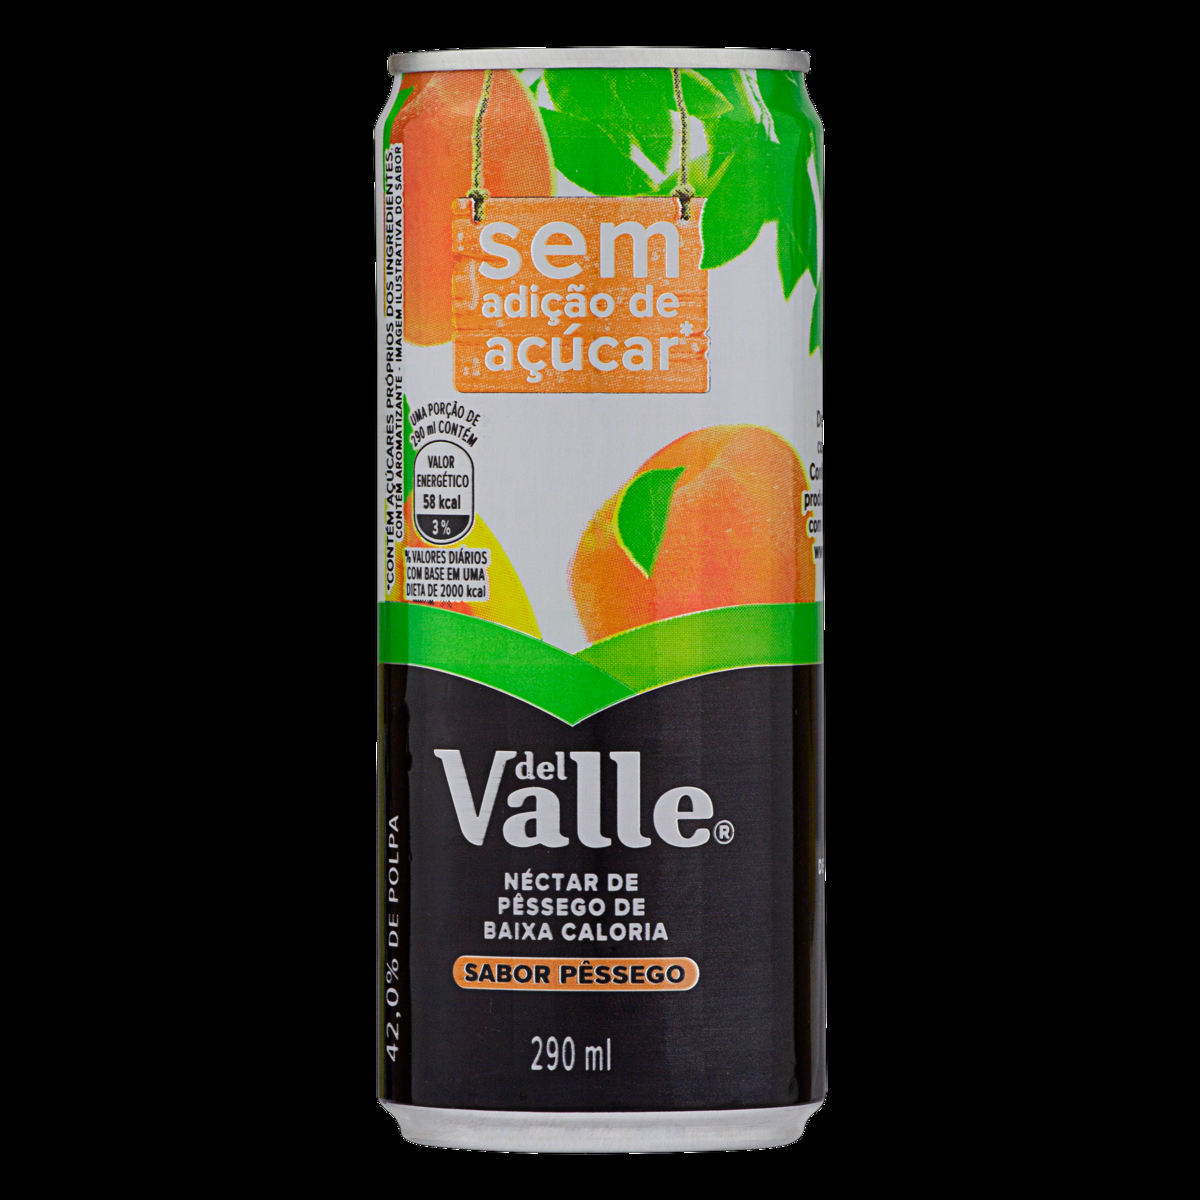 sem
adição de
açúcar*
*CONTÉM AÇÚCARES PRÓPRIOS DOS INGREDIENTES.
CONTÉM AROMATIZANTE - IMAGEM ILUSTRATIVA DO SABOR
UMA PORÇÃO DE
290 ml CONTÉM
VALOR
ENERGÉTICO
58 kcal
3%
% VALORES DIÁRIOS
COM BASE EM UMA
DIETA DE 2000 kcal
del
Valle®
NÉCTAR DE
PÊSSEGO DE
BAIXA CALORIA
SABOR PÊSSEGO
42,0% DE POLPA
290 ml